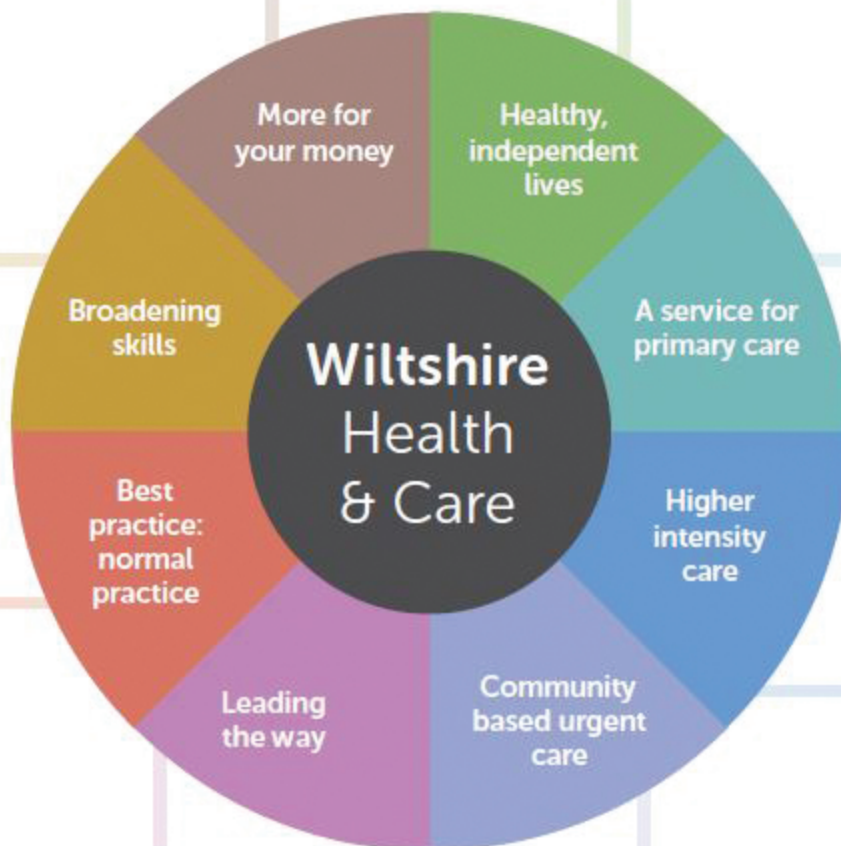 More for
your money
Healthy,
independent
lives
A service for
primary care
Higher
intensity
care
Community
based urgent
care
Leading
the way
Best
practice:
normal
practice
Broadening
skills
Wiltshire
Health
& Care